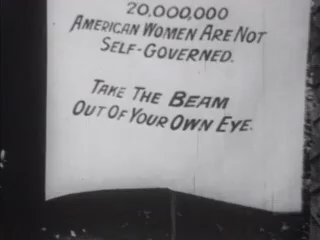 20,000,000
AMERICAN WOMEN ARE NOT
SELF-GOVERNED.
TAKE THE BEAM
OUT OF YOUR OWN EYE.